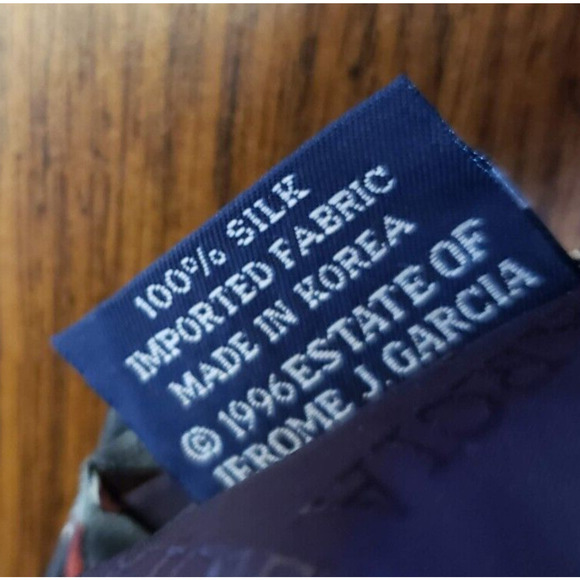 100% SILK
IMPORTED FABRIC
MADE IN KOREA
© 1996 ESTATE OF
JEROME J. GARCIA